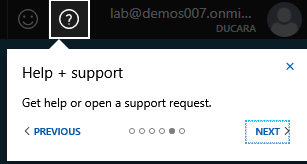 lab@demos007.onmi...
DUCARA
Help + support
Get help or open a support request.
PREVIOUS
NEXT